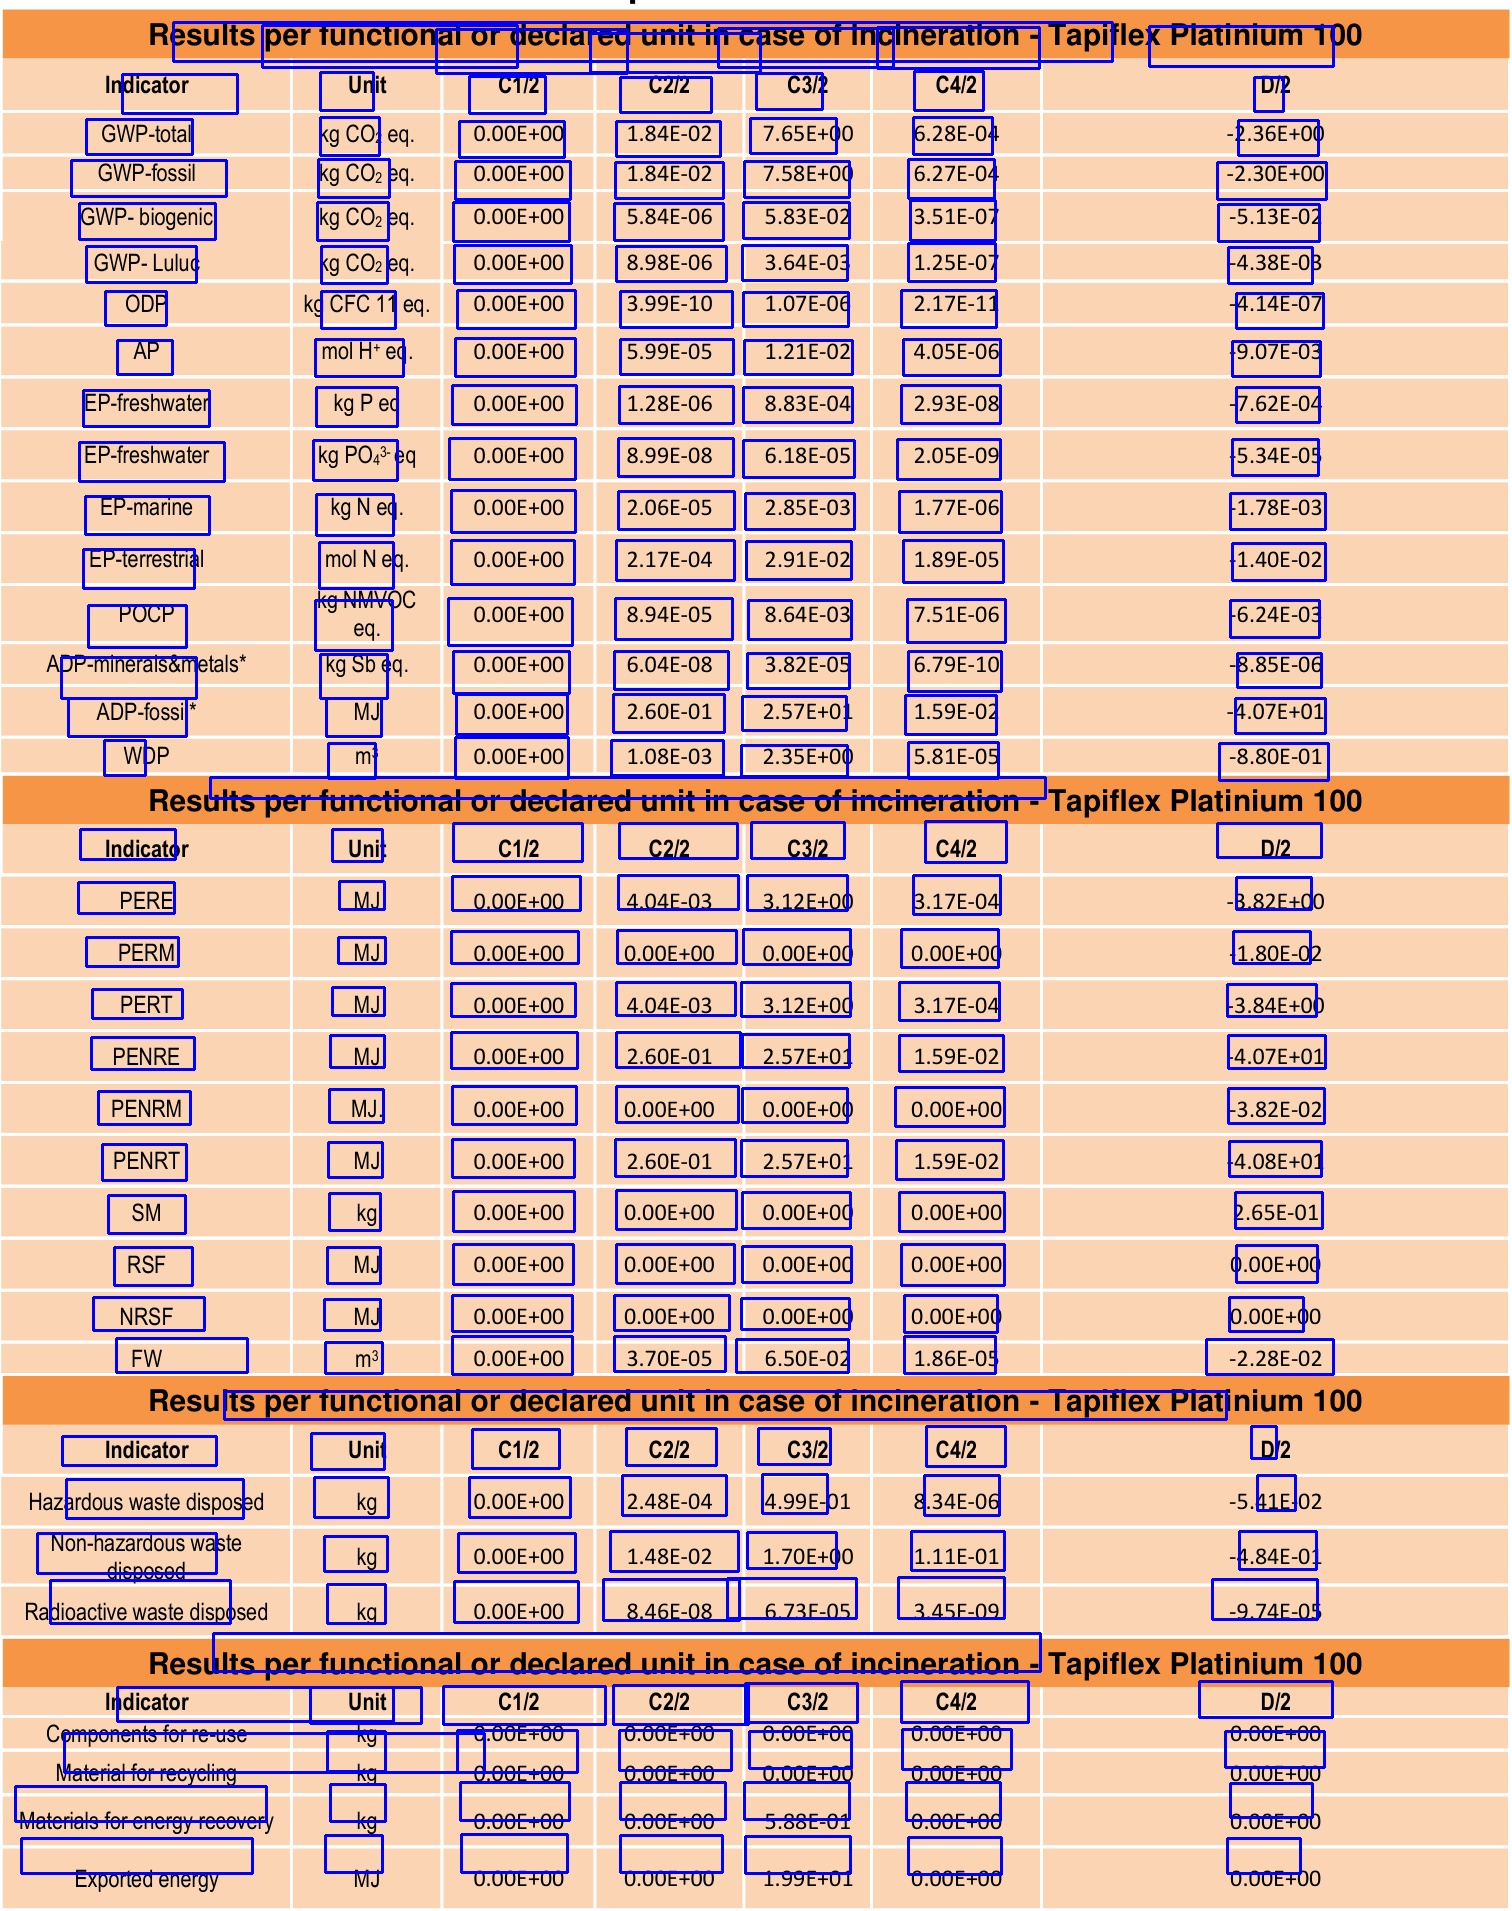 Results per functional or declared unit in case of incineration - Tapiflex Platinium 100
Indicator Unit C1/2 C2/2 C3/2 C4/2 D/2
GWP-total kg CO₂ eq. 0.00E+00 1.84E-02 7.65E+00 6.28E-04 -2.36E+00
GWP-fossil kg CO₂ eq. 0.00E+00 1.84E-02 7.58E+00 6.27E-04 -2.30E+00
GWP- biogenic kg CO₂ eq. 0.00E+00 5.84E-06 5.83E-02 3.51E-07 -5.13E-02
GWP- Luluc kg CO₂ eq. 0.00E+00 8.98E-06 3.64E-03 1.25E-07 -4.38E-03
ODP kg CFC 11 eq. 0.00E+00 3.99E-10 1.07E-06 2.17E-11 -4.14E-07
AP mol H⁺ eq. 0.00E+00 5.99E-05 1.21E-02 4.05E-06 -9.07E-03
EP-freshwater kg P eq 0.00E+00 1.28E-06 8.83E-04 2.93E-08 -7.62E-04
EP-freshwater kg PO₄³⁻ eq 0.00E+00 8.99E-08 6.18E-05 2.05E-09 -5.34E-05
EP-marine kg N eq. 0.00E+00 2.06E-05 2.85E-03 1.77E-06 -1.78E-03
EP-terrestrial mol N eq. 0.00E+00 2.17E-04 2.91E-02 1.89E-05 -1.40E-02
POCP kg NMVOC eq. 0.00E+00 8.94E-05 8.64E-03 7.51E-06 -6.24E-03
ADP-minerals&metals* kg Sb eq. 0.00E+00 6.04E-08 3.82E-05 6.79E-10 -8.85E-06
ADP-fossil* MJ 0.00E+00 2.60E-01 2.57E+01 1.59E-02 -4.07E+01
WDP m³ 0.00E+00 1.08E-03 2.35E+00 5.81E-05 -8.80E-01
Results per functional or declared unit in case of incineration - Tapiflex Platinium 100
Indicator Unit C1/2 C2/2 C3/2 C4/2 D/2
PERE MJ 0.00E+00 4.04E-03 3.12E+00 3.17E-04 -3.82E+00
PERM MJ 0.00E+00 0.00E+00 0.00E+00 0.00E+00 -1.80E-02
PERT MJ 0.00E+00 4.04E-03 3.12E+00 3.17E-04 -3.84E+00
PENRE MJ 0.00E+00 2.60E-01 2.57E+01 1.59E-02 -4.07E+01
PENRM MJ. 0.00E+00 0.00E+00 0.00E+00 0.00E+00 -3.82E-02
PENRT MJ 0.00E+00 2.60E-01 2.57E+01 1.59E-02 -4.08E+01
SM kg 0.00E+00 0.00E+00 0.00E+00 0.00E+00 2.65E-01
RSF MJ 0.00E+00 0.00E+00 0.00E+00 0.00E+00 0.00E+00
NRSF MJ 0.00E+00 0.00E+00 0.00E+00 0.00E+00 0.00E+00
FW m³ 0.00E+00 3.70E-05 6.50E-02 1.86E-05 -2.28E-02
Results per functional or declared unit in case of incineration - Tapiflex Platinium 100
Indicator Unit C1/2 C2/2 C3/2 C4/2 D/2
Hazardous waste disposed kg 0.00E+00 2.48E-04 4.99E-01 8.34E-06 -5.41E-02
Non-hazardous waste disposed kg 0.00E+00 1.48E-02 1.70E+00 1.11E-01 -4.84E-01
Radioactive waste disposed kg 0.00E+00 8.46E-08 6.73E-05 3.45E-09 -9.74E-05
Results per functional or declared unit in case of incineration - Tapiflex Platinium 100
Indicator Unit C1/2 C2/2 C3/2 C4/2 D/2
Components for re-use kg 0.00E+00 0.00E+00 0.00E+00 0.00E+00 0.00E+00
Material for recycling kg 0.00E+00 0.00E+00 0.00E+00 0.00E+00 0.00E+00
Materials for energy recovery kg 0.00E+00 0.00E+00 5.88E-01 0.00E+00 0.00E+00
Exported energy MJ 0.00E+00 0.00E+00 1.99E+01 0.00E+00 0.00E+00